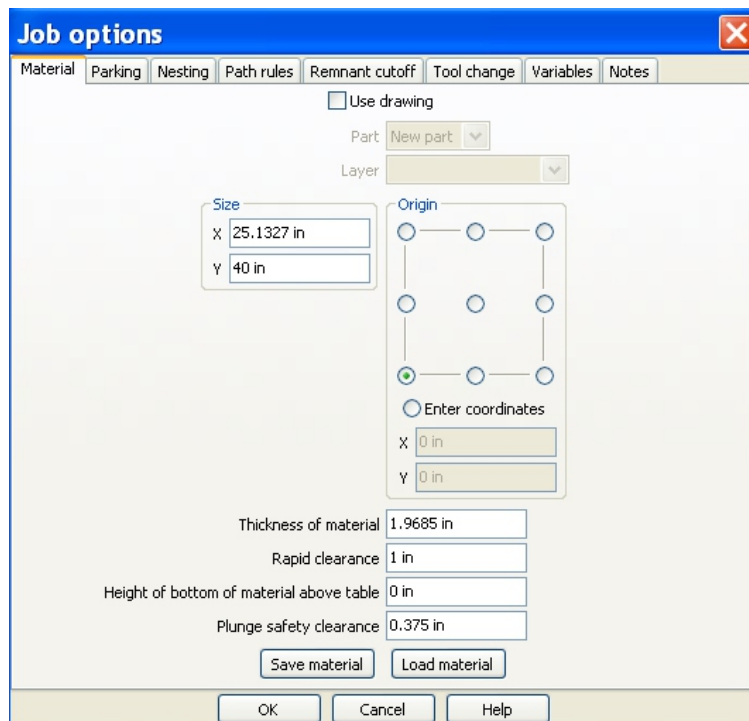 Job options
Material Parking Nesting Path rules Remnant cutoff Tool change Variables Notes
Use drawing
Part New part
Layer
Size
X 25.1327 in
Y 40 in
Origin
Enter coordinates
X 0 in
Y 0 in
Thickness of material 1.9685 in
Rapid clearance 1 in
Height of bottom of material above table 0 in
Plunge safety clearance 0.375 in
Save material Load material
OK Cancel Help